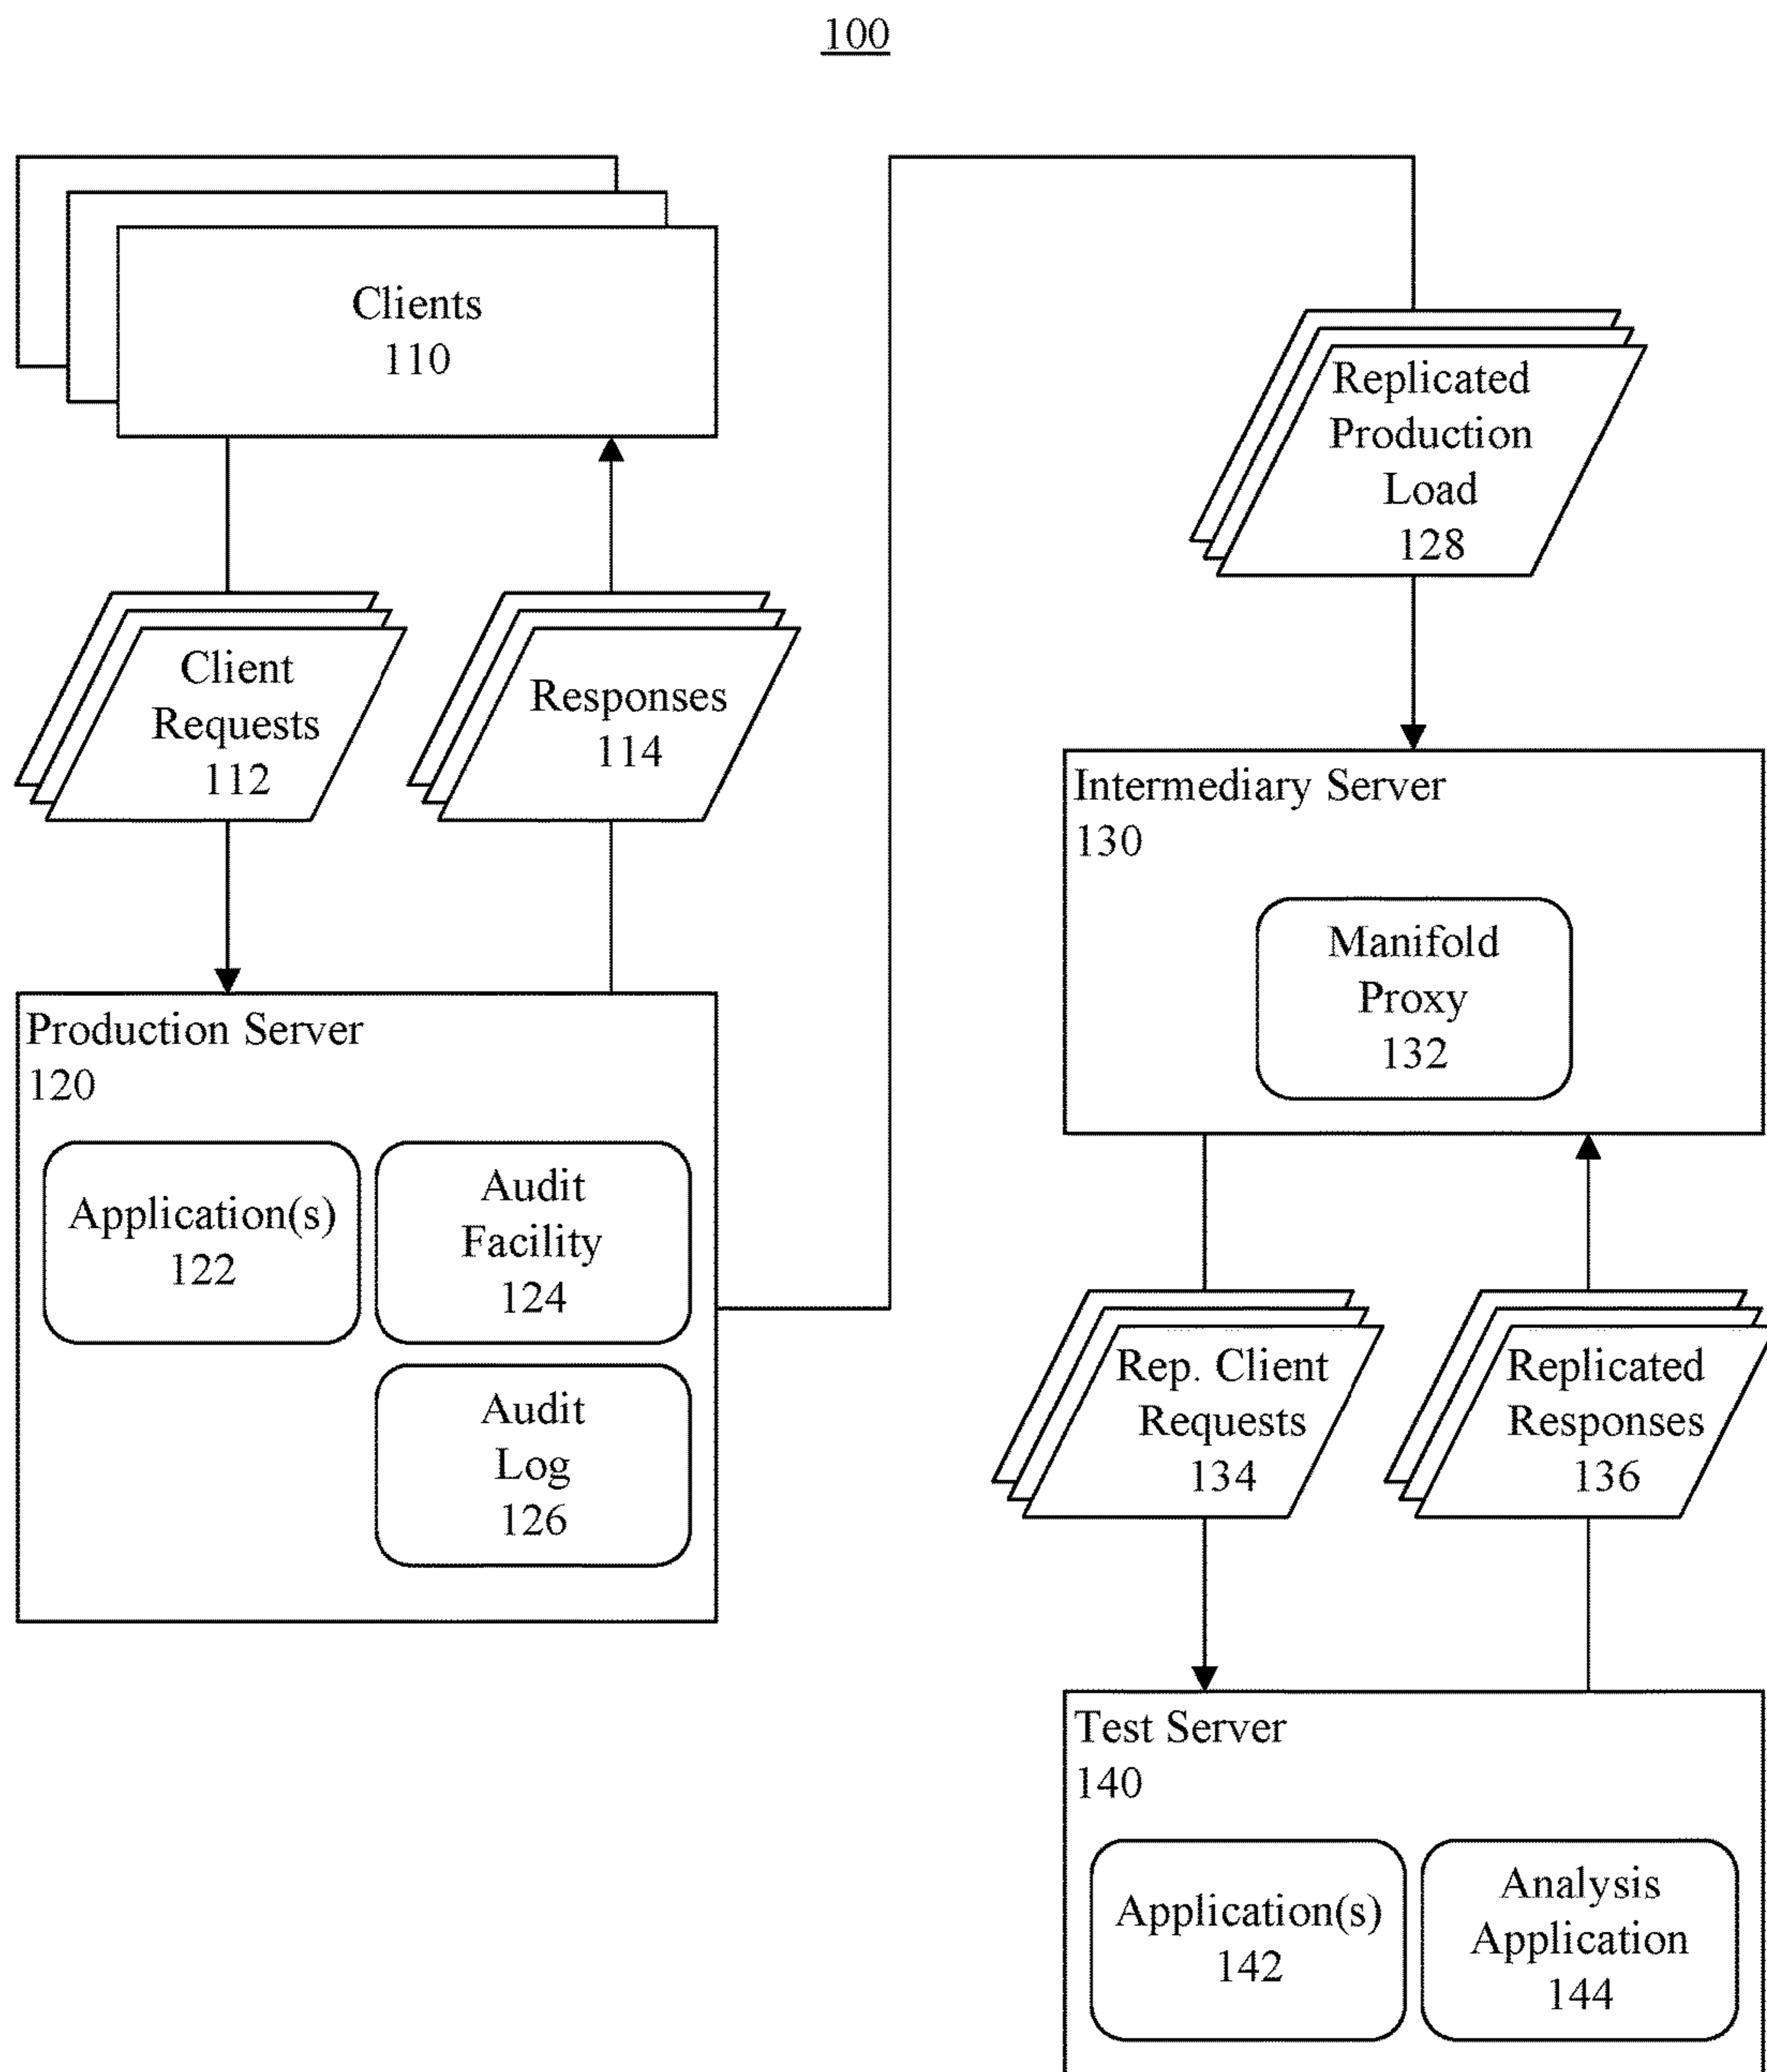 100
Clients
110
Client
Requests
112
Responses
114
Production Server
120
Application(s)
122
Audit
Facility
124
Audit
Log
126
Replicated
Production
Load
128
Intermediary Server
130
Manifold
Proxy
132
Rep. Client
Requests
134
Replicated
Responses
136
Test Server
140
Application(s)
142
Analysis
Application
144